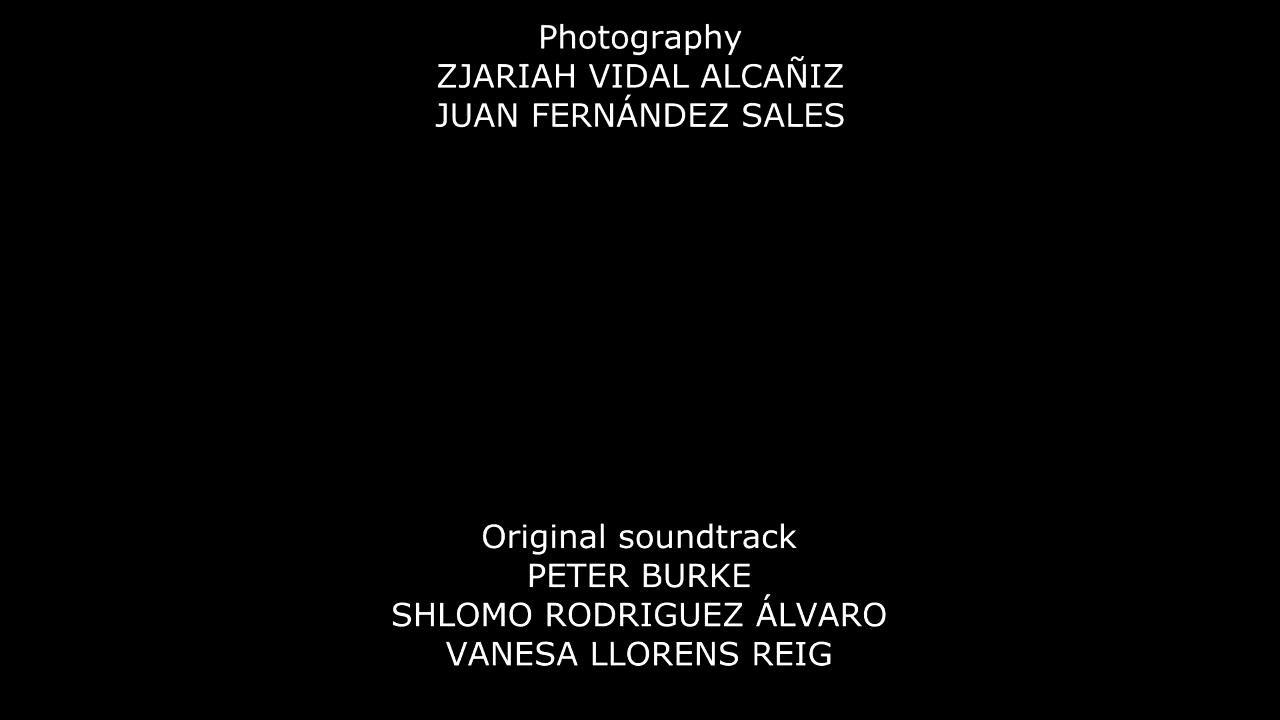 Photography
ZJARIAH VIDAL ALCAÑIZ
JUAN FERNÁNDEZ SALES
Original soundtrack
PETER BURKE
SHLOMO RODRIGUEZ ÁLVARO
VANESA LLORENS REIG